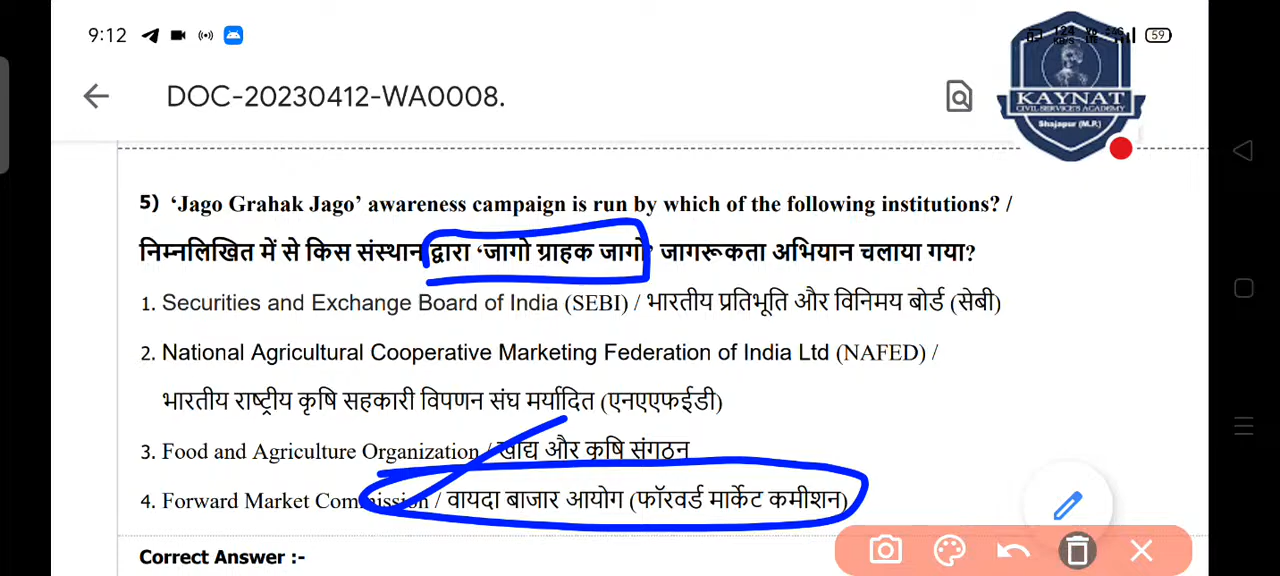 9:12
59
DOC-20230412-WA0008.
KAYNAT
CIVIL SERVICE'S ACADEMY
Shajapur (M.P.)
5) ‘Jago Grahak Jago’ awareness campaign is run by which of the following institutions? /
निम्नलिखित में से किस संस्थान द्वारा ‘जागो ग्राहक जागो’ जागरूकता अभियान चलाया गया?
1. Securities and Exchange Board of India (SEBI) / भारतीय प्रतिभूति और विनिमय बोर्ड (सेबी)
2. National Agricultural Cooperative Marketing Federation of India Ltd (NAFED) /
भारतीय राष्ट्रीय कृषि सहकारी विपणन संघ मर्यादित (एनएएफईडी)
3. Food and Agriculture Organization / खाद्य और कृषि संगठन
4. Forward Market Commission / वायदा बाजार आयोग (फॉरवर्ड मार्केट कमीशन)
Correct Answer :-